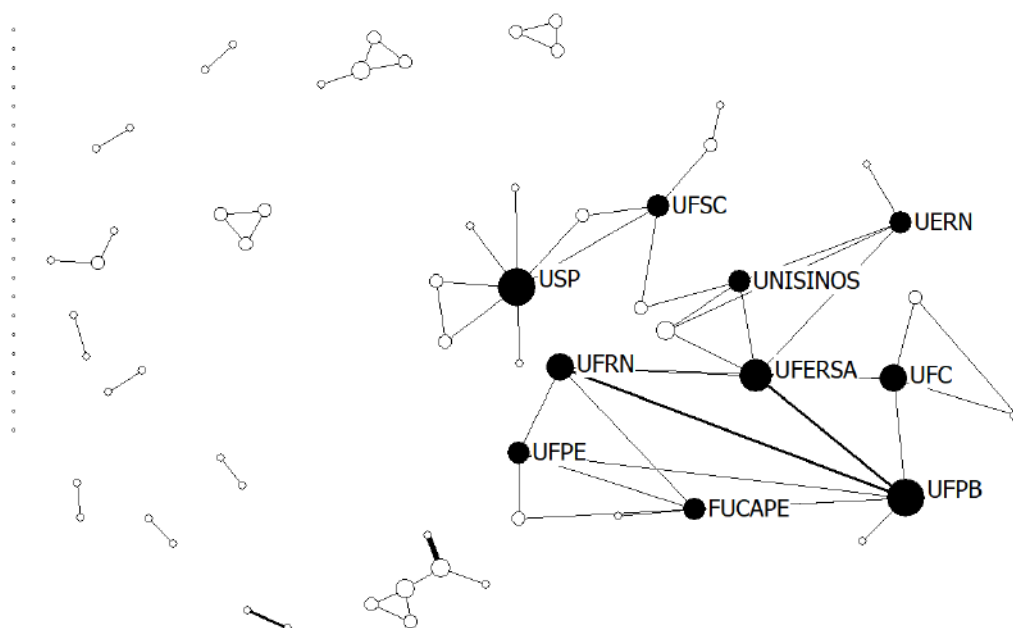 UFSC
UERN
USP
UNISINOS
UFRN
UFERSA
UFC
UFPE
UFPB
FUCAPE